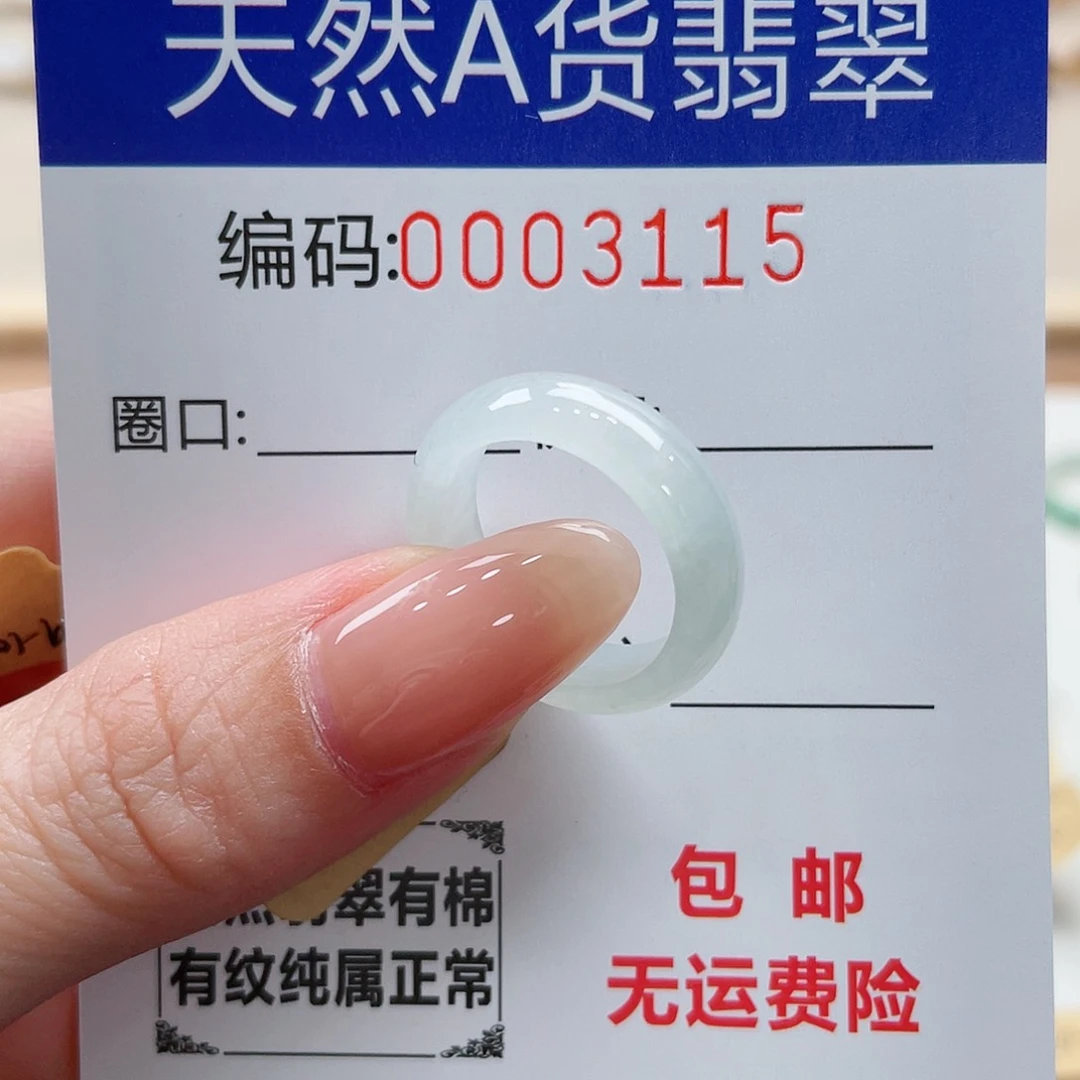 天然A货翡翠
编码:0003115
圈口:
翠有棉
有纹纯属正常
包 邮
无运费险